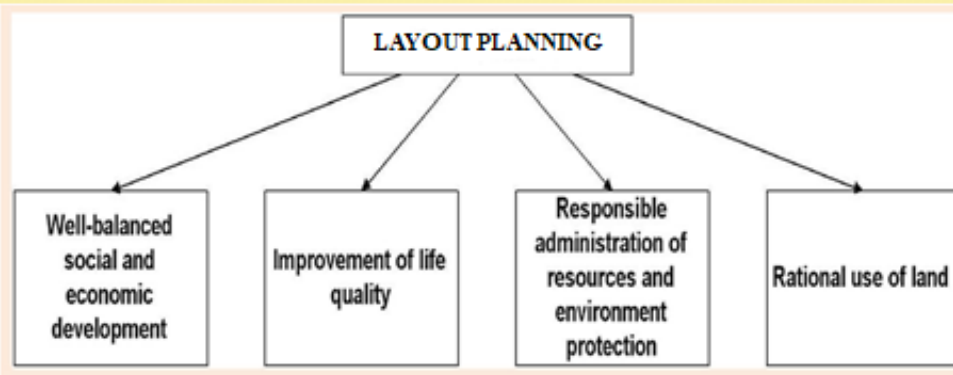 LAYOUT PLANNING
Well-balanced
social and
economic
development
Improvement of life
quality
Responsible
administration of
resources and
environment
protection
Rational use of land